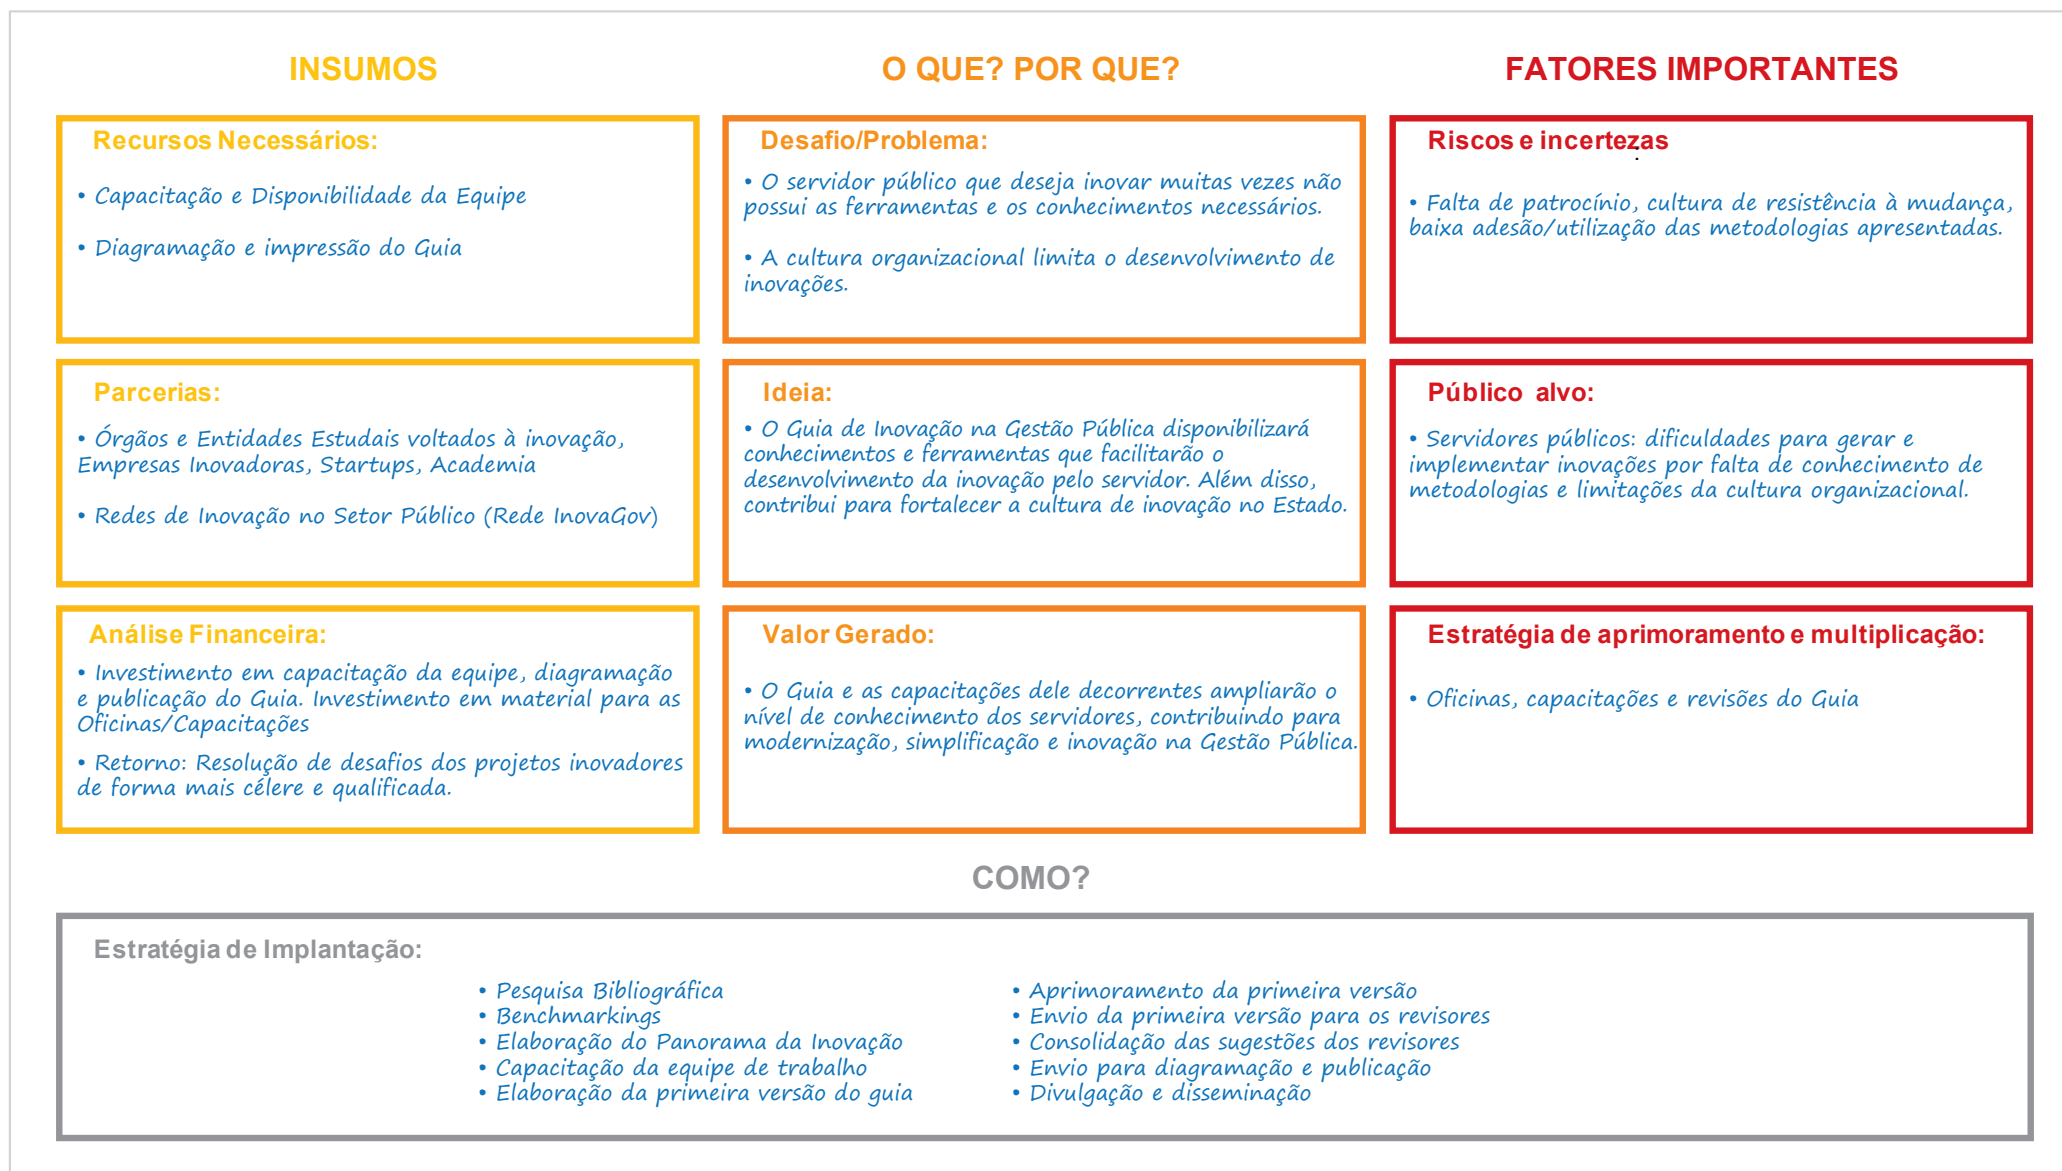 INSUMOS
Recursos Necessários:
• Capacitação e Disponibilidade da Equipe
• Diagramação e impressão do Guia
Parcerias:
• Órgãos e Entidades Estudais voltados à inovação,
Empresas Inovadoras, Startups, Academia
• Redes de Inovação no Setor Público (Rede InovaGov)
Análise Financeira:
• Investimento em capacitação da equipe, diagramação
e publicação do Guia. Investimento em material para as
Oficinas/Capacitações
• Retorno: Resolução de desafios dos projetos inovadores
de forma mais célere e qualificada.
O QUE? POR QUE?
Desafio/Problema:
• O servidor público que deseja inovar muitas vezes não
possui as ferramentas e os conhecimentos necessários.
• A cultura organizacional limita o desenvolvimento de
inovações.
Ideia:
• O Guia de Inovação na Gestão Pública disponibilizará
conhecimentos e ferramentas que facilitarão o
desenvolvimento da inovação pelo servidor. Além disso,
contribui para fortalecer a cultura de inovação no Estado.
Valor Gerado:
• O Guia e as capacitações dele decorrentes ampliarão o
nível de conhecimento dos servidores, contribuindo para
modernização, simplificação e inovação na Gestão Pública.
FATORES IMPORTANTES
Riscos e incertezas
.
• Falta de patrocínio, cultura de resistência à mudança,
baixa adesão/utilização das metodologias apresentadas.
Público alvo:
• Servidores públicos: dificuldades para gerar e
implementar inovações por falta de conhecimento de
metodologias e limitações da cultura organizacional.
Estratégia de aprimoramento e multiplicação:
• Oficinas, capacitações e revisões do Guia
COMO?
Estratégia de Implantação:
• Pesquisa Bibliográfica
• Benchmarkings
• Elaboração do Panorama da Inovação
• Capacitação da equipe de trabalho
• Elaboração da primeira versão do guia
• Aprimoramento da primeira versão
• Envio da primeira versão para os revisores
• Consolidação das sugestões dos revisores
• Envio para diagramação e publicação
• Divulgação e disseminação